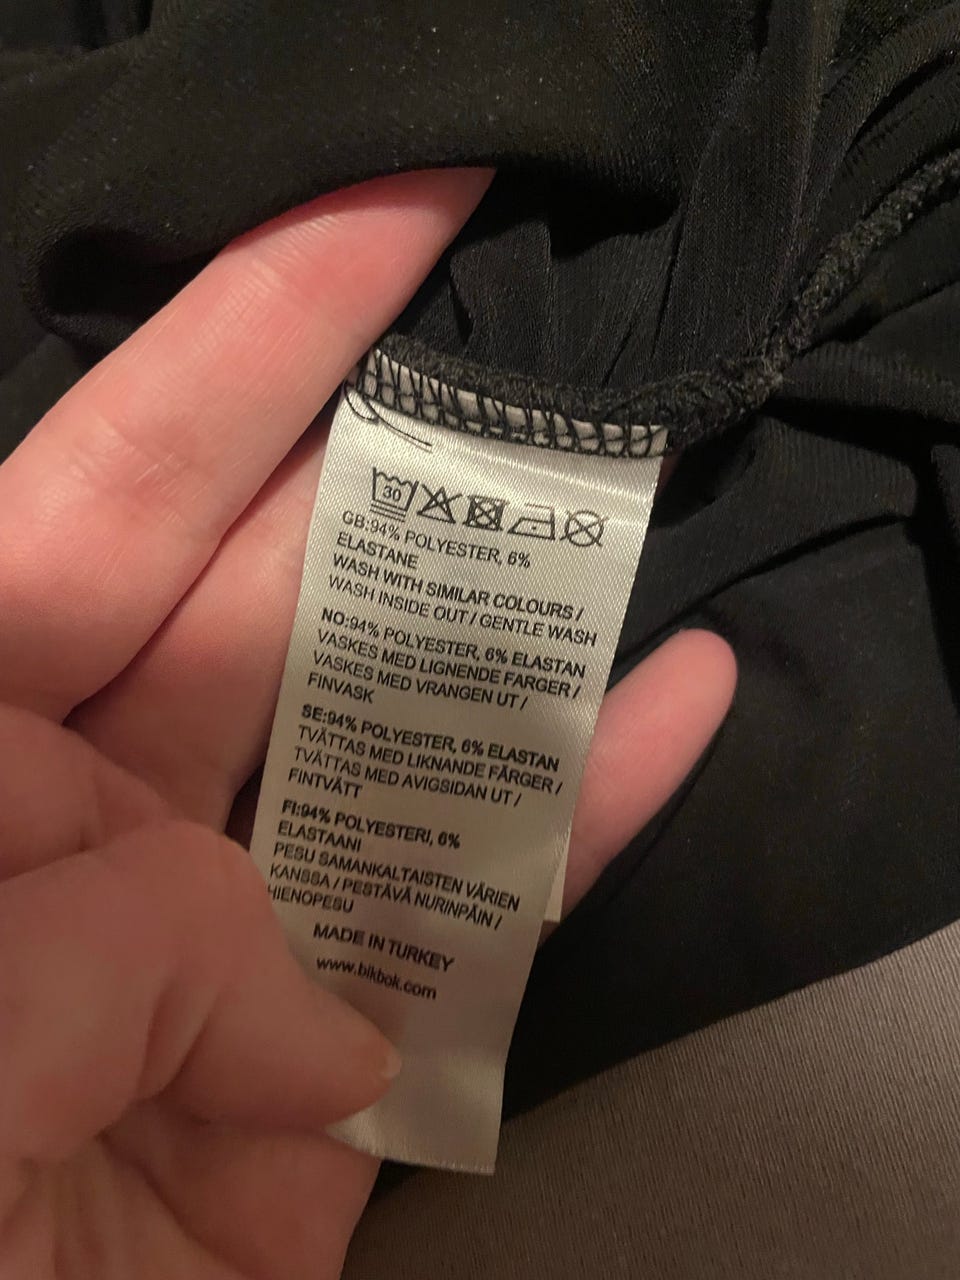 30
GB:94% POLYESTER, 6%
ELASTANE
WASH WITH SIMILAR COLOURS /
WASH INSIDE OUT / GENTLE WASH
NO:94% POLYESTER, 6% ELASTAN
VASKES MED LIGNENDE FARGER /
VASKES MED VRANGEN UT /
FINVASK
SE:94% POLYESTER, 6% ELASTAN
TVÄTTAS MED LIKNANDE FÄRGER /
TVÄTTAS MED AVIGSIDAN UT /
FINTVÄTT
FI:94% POLYESTERI, 6%
ELASTAANI
PESU SAMANKALTAISTEN VÄRIEN
KANSSA / PESTÄVÄ NURINPÄIN /
HIENOPESU
MADE IN TURKEY
www.bikbok.com